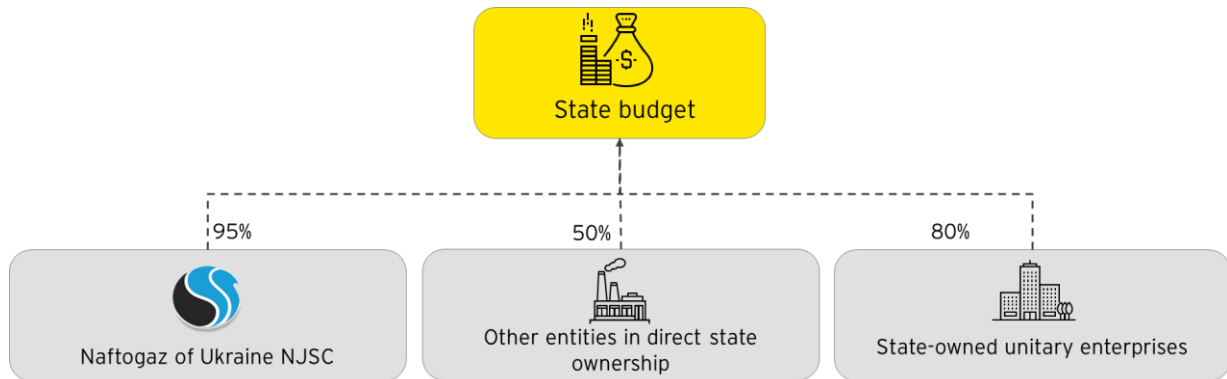 $
State budget
95%
50%
80%
Naftogaz of Ukraine NJSC
Other entities in direct state
ownership
State-owned unitary enterprises